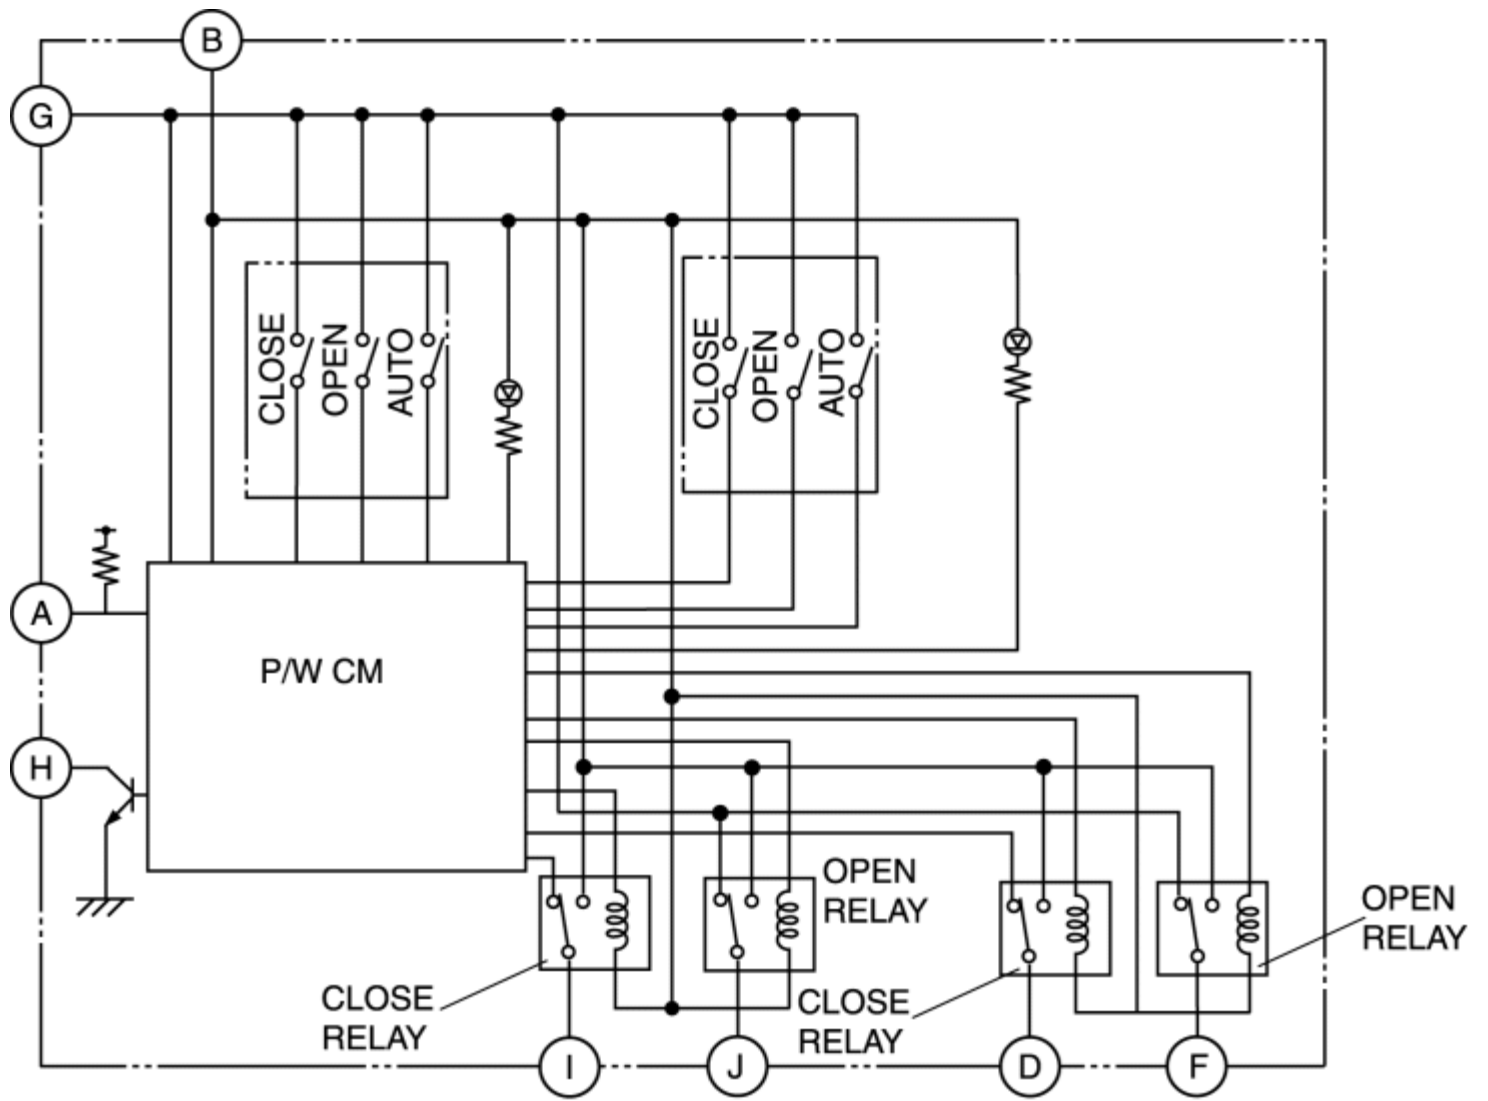 B
G
CLOSE
OPEN
AUTO
CLOSE
OPEN
AUTO
A
P/W CM
H
OPEN
RELAY
OPEN
RELAY
CLOSE
RELAY
CLOSE
RELAY
I
J
D
F